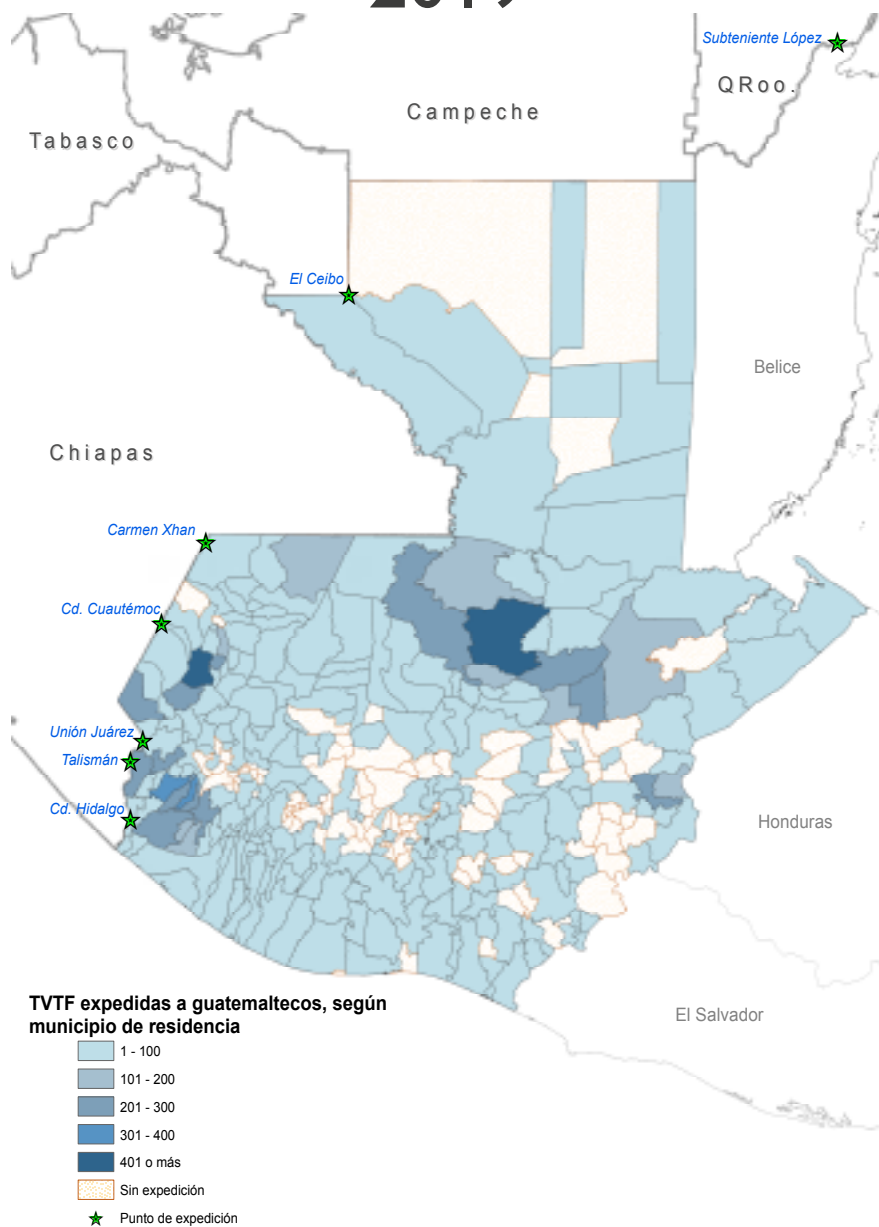 2019
Subteniente López
QRoo.
Campeche
Tabasco
El Ceibo
Belice
Chiapas
Carmen Xhan
Cd. Cuautémoc
Unión Juárez
Talismán
Cd. Hidalgo
Honduras
TVTF expedidas a guatemaltecos, según
municipio de residencia
El Salvador
1 - 100
101 - 200
201 - 300
301 - 400
401 o más
Sin expedición
Punto de expedición